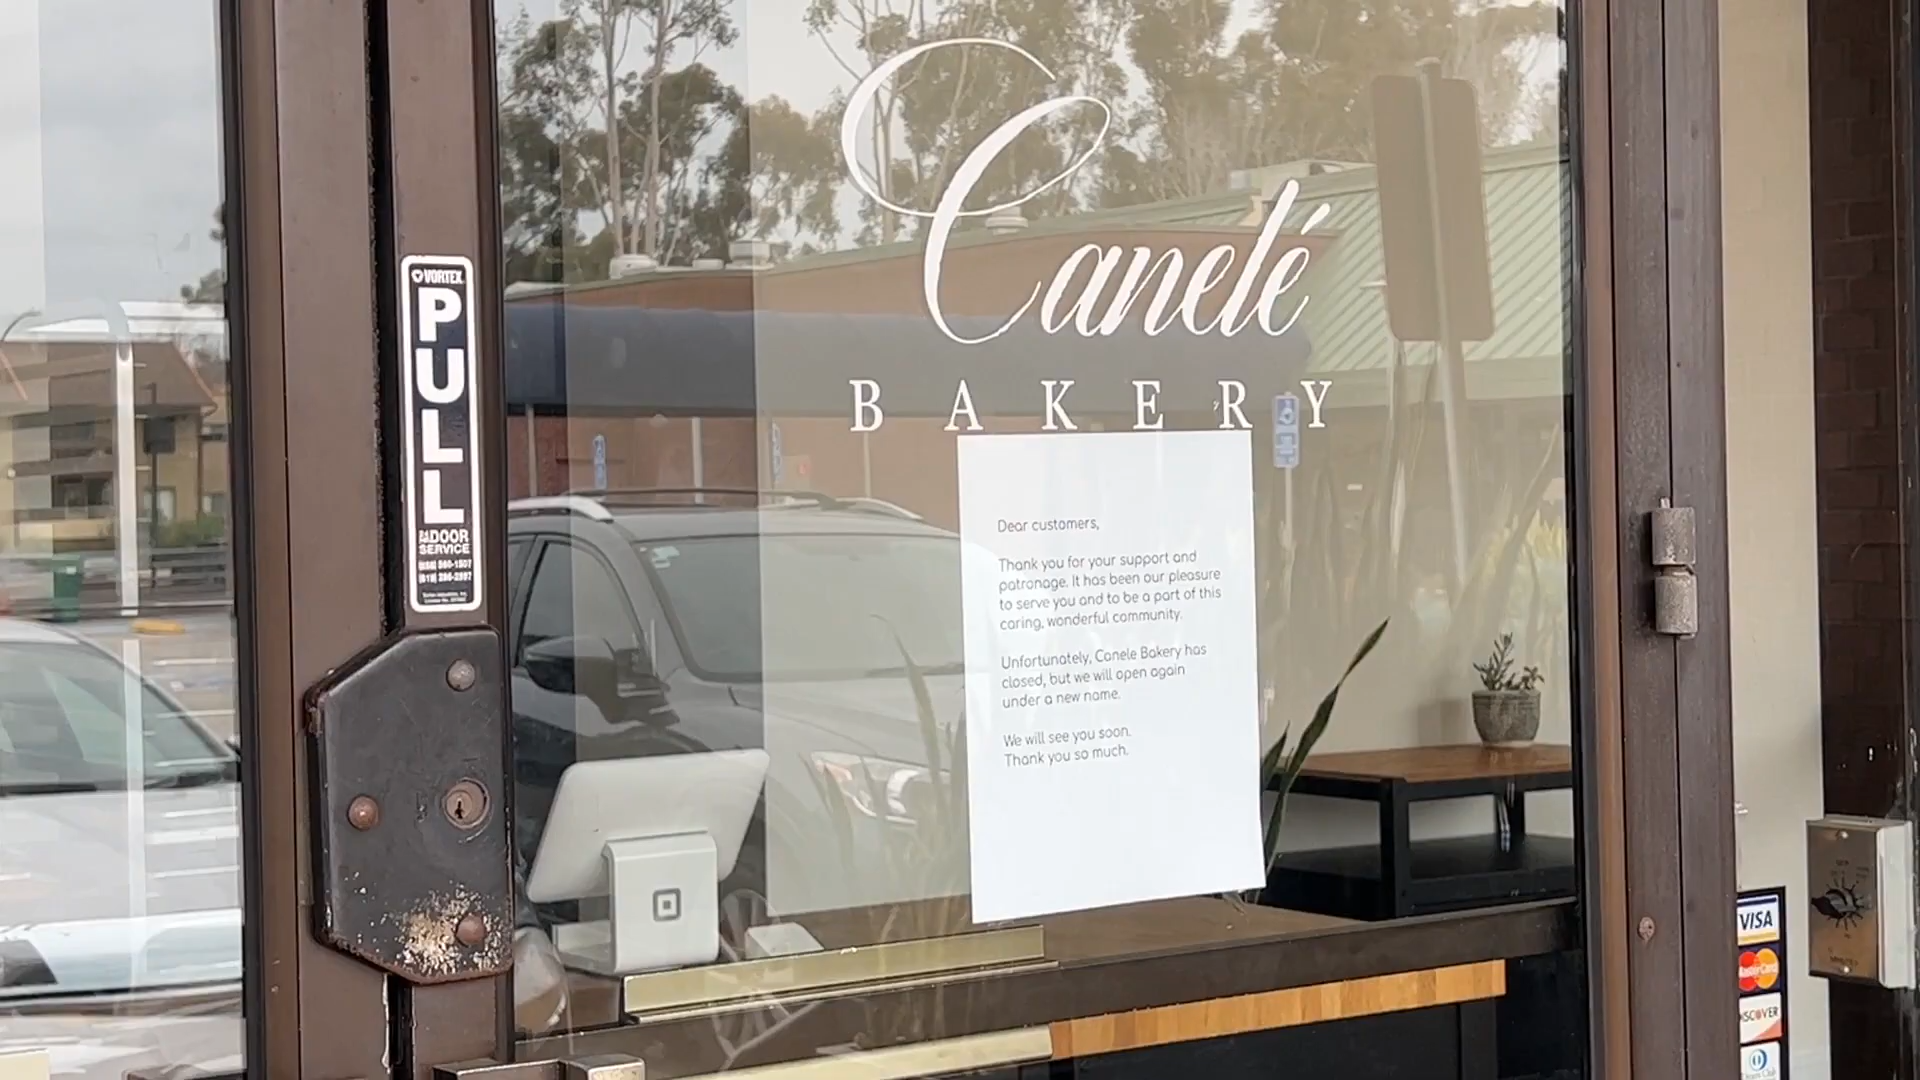 Canelé
BAKERY
VORTEX
PULL
DOOR
SERVICE
Dear customers,
Thank you for your support and
patronage. It has been our pleasure
to serve you and to be a part of this
caring, wonderful community.
Unfortunately, Canele Bakery has
closed, but we will open again
under a new name.
We will see you soon.
Thank you so much.
VISA
MasterCard
DISCOVER